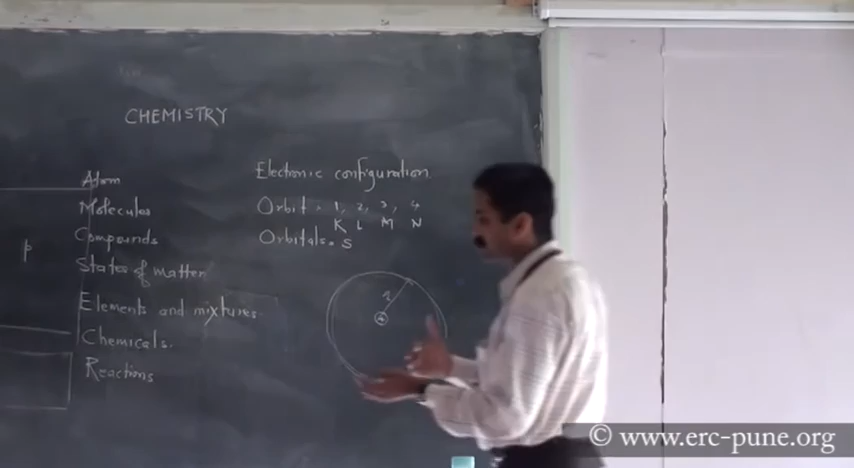 CHEMISTRY
Atom
Molecules
Compounds
States of matter
Elements and mixtures.
Chemicals.
Reactions
p
Electronic configuration
Orbit. 1, 2, 3, 4
K L M N
Orbitals. S
r
+
© www.erc-pune.org